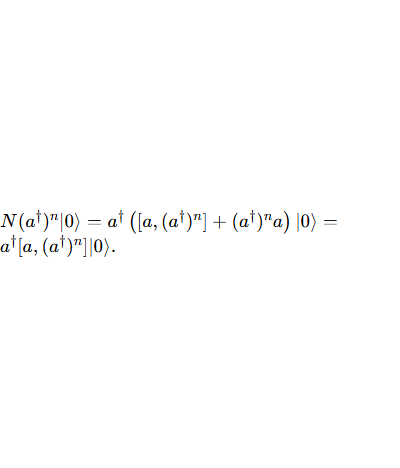 N(a†)ⁿ|0⟩ = a† ([a, (a†)ⁿ] + (a†)ⁿa) |0⟩ =
a†[a, (a†)ⁿ]|0⟩.